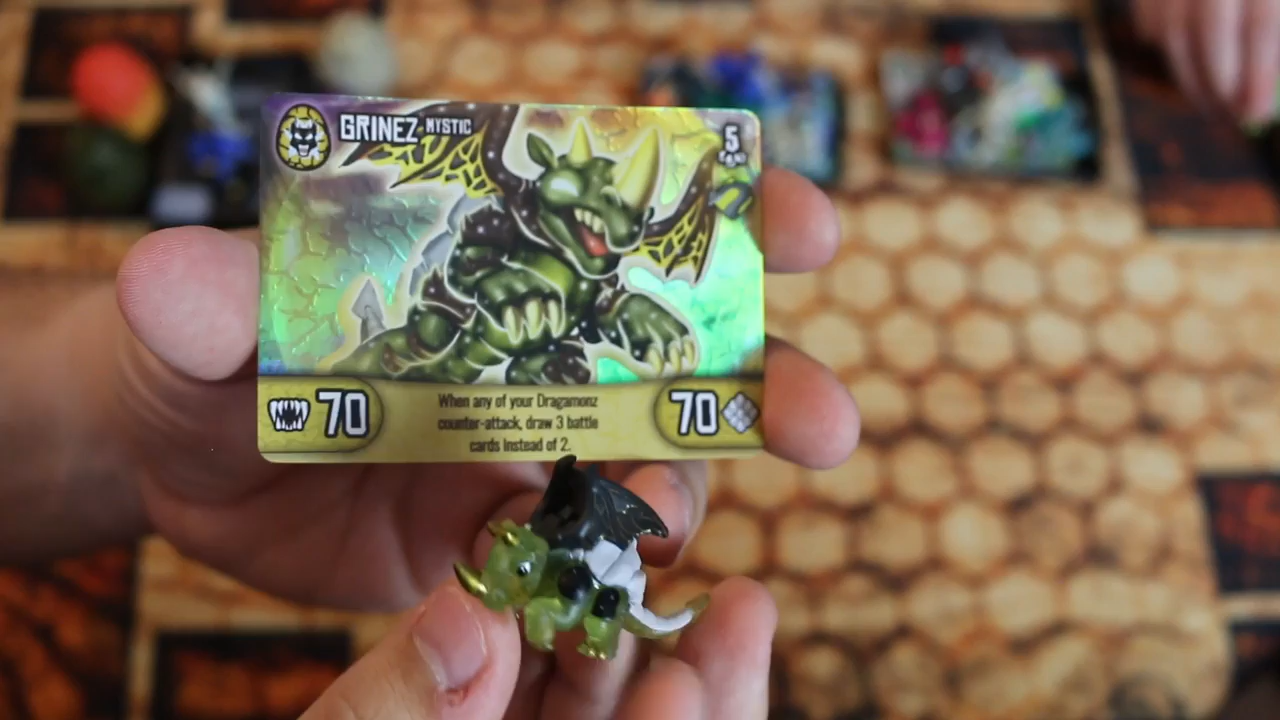 GRINEZ MYSTIC
5
70
When any of your Dragamonz
counter-attack, draw 3 battle
cards instead of 2.
70